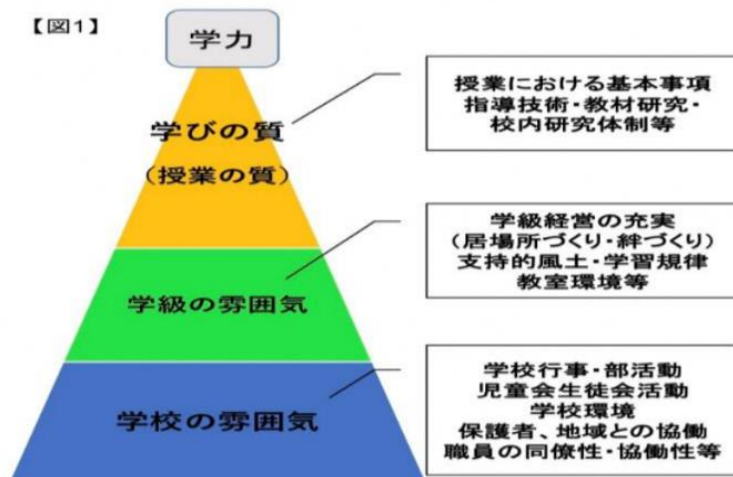 【図1】
学力
学びの質
(授業の質)
授業における基本事項
指導技術・教材研究・
校内研究体制等
学級の雰囲気
学級経営の充実
(居場所づくり・絆づくり)
支持的風土・学習規律
教室環境等
学校の雰囲気
学校行事・部活動
児童会生徒会活動
学校環境
保護者、地域との協働
職員の同僚性・協働性等